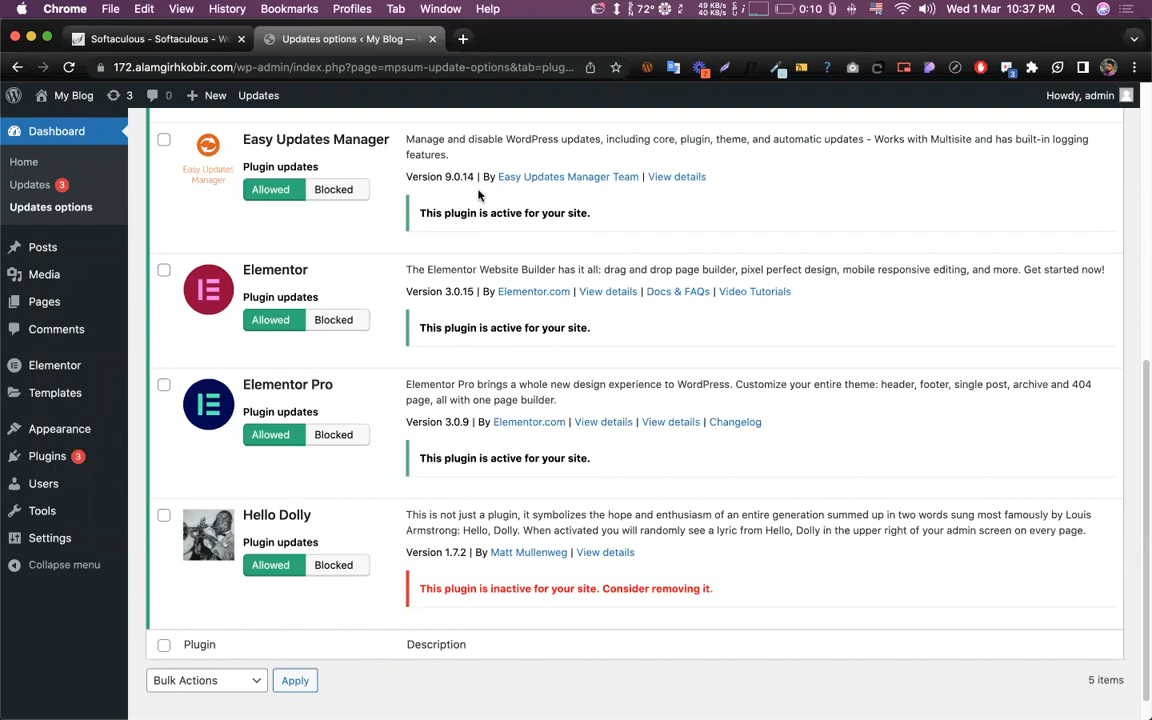 Chrome File Edit View History Bookmarks Profiles Tab Window Help
72° 49 KB/s 40 KB/s 0:10 Wed 1 Mar 10:37 PM
Softaculous - Softaculous - Wo
Updates options ‹ My Blog —
172.alamgirhkobir.com/wp-admin/index.php?page=mpsum-update-options&tab=plug...
My Blog 3 New Updates Howdy, admin
Dashboard
Home
Updates 3
Updates options
Posts
Media
Pages
Comments
Elementor
Templates
Appearance
Plugins 3
Users
Tools
Settings
Collapse menu
Easy Updates Manager
Easy Updates Manager
Plugin updates
Allowed Blocked
Manage and disable WordPress updates, including core, plugin, theme, and automatic updates - Works with Multisite and has built-in logging
features.
Version 9.0.14 | By Easy Updates Manager Team | View details
This plugin is active for your site.
Elementor
Plugin updates
Allowed Blocked
The Elementor Website Builder has it all: drag and drop page builder, pixel perfect design, mobile responsive editing, and more. Get started now!
Version 3.0.15 | By Elementor.com | View details | Docs & FAQs | Video Tutorials
This plugin is active for your site.
Elementor Pro
Plugin updates
Allowed Blocked
Elementor Pro brings a whole new design experience to WordPress. Customize your entire theme: header, footer, single post, archive and 404
page, all with one page builder.
Version 3.0.9 | By Elementor.com | View details | View details | Changelog
This plugin is active for your site.
Hello Dolly
Plugin updates
Allowed Blocked
This is not just a plugin, it symbolizes the hope and enthusiasm of an entire generation summed up in two words sung most famously by Louis
Armstrong: Hello, Dolly. When activated you will randomly see a lyric from Hello, Dolly in the upper right of your admin screen on every page.
Version 1.7.2 | By Matt Mullenweg | View details
This plugin is inactive for your site. Consider removing it.
Plugin Description
Bulk Actions Apply 5 items